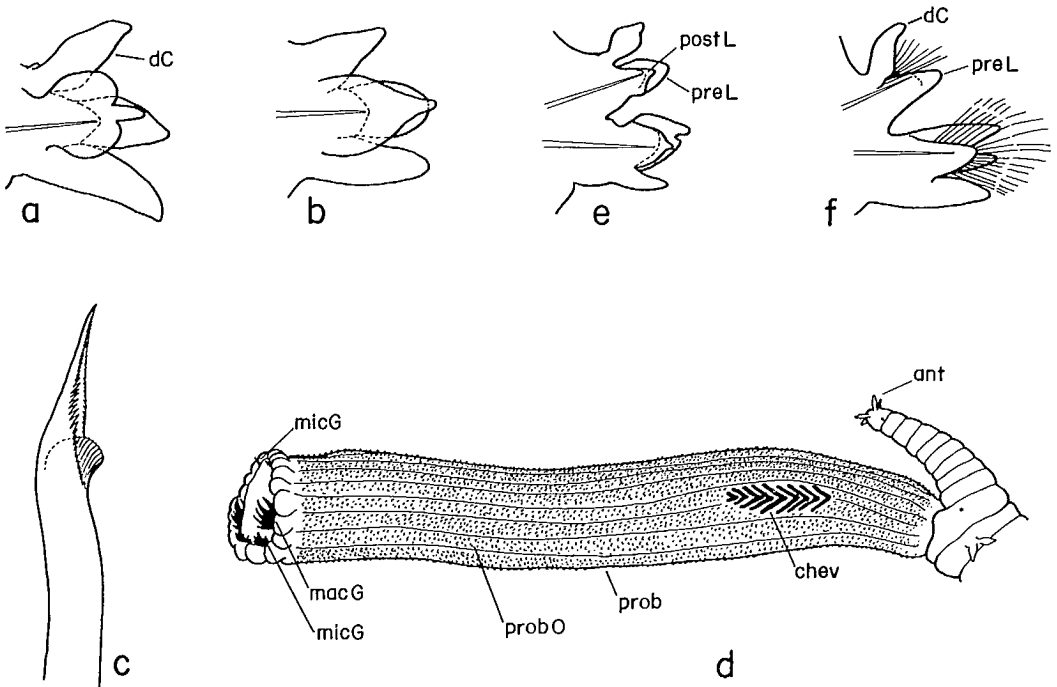 dC
a
b
postL
preL
e
dC
preL
f
c
micG
macG
micG
probO
prob
chev
ant
d